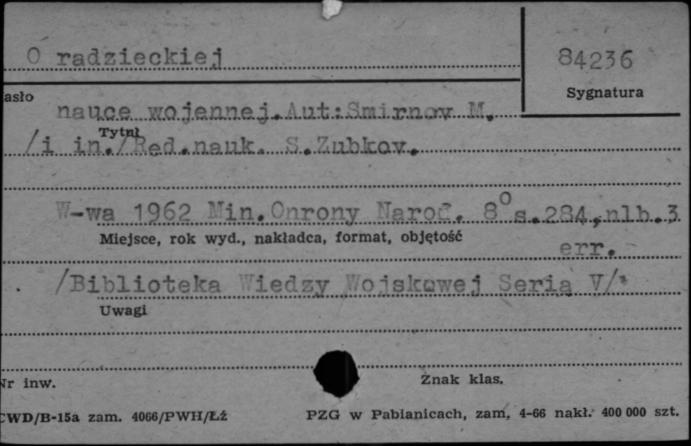 O radzieckiej
84236
asło
Sygnatura
nauce wojennej.Aut:Smirnov M.
Tytuł
/i in./Red.nauk. S.Zubkov.
W-wa 1962 Min.Onrony Narod. 8° s.284,nlb.3
Miejsce, rok wyd., nakładca, format, objętość
err.
/Biblioteka Wiedzy Wojskowej Seria V/
Uwagi
Nr inw.
Znak klas.
CWD/B-15a zam. 4066/PWH/Łź
PZG w Pabianicach, zam. 4-66 nakł. 400 000 szt.